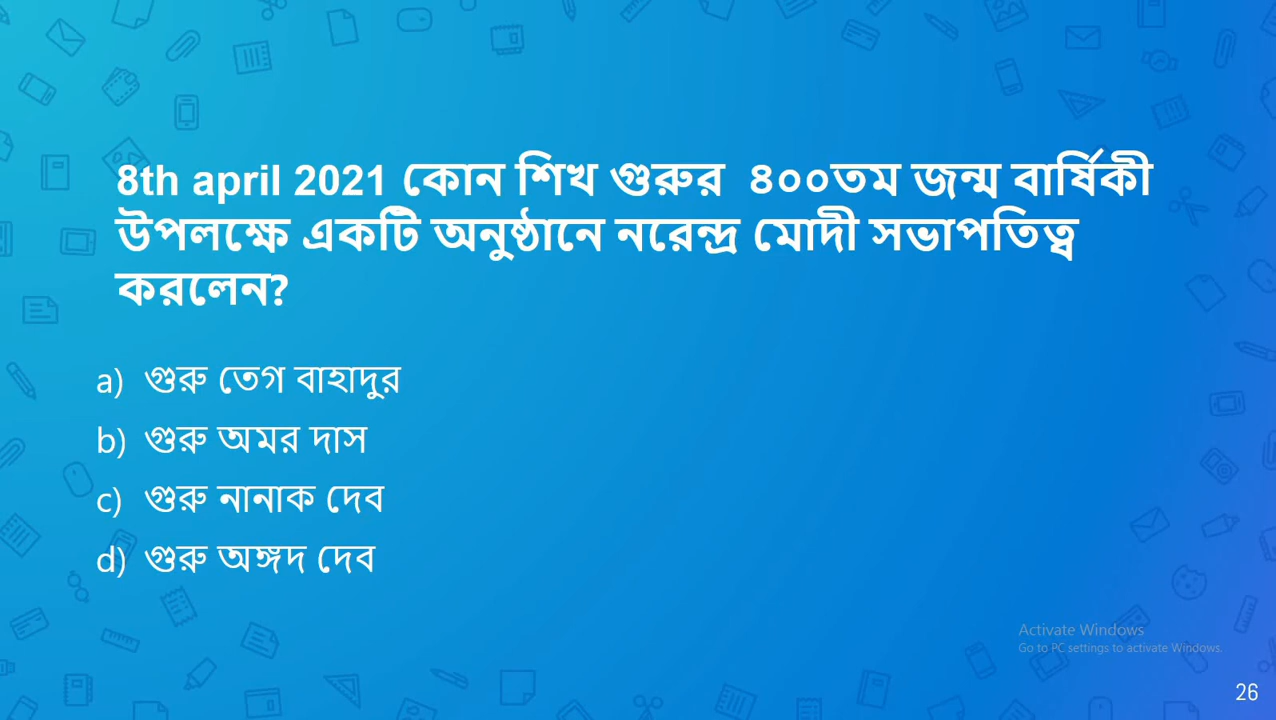 8th april 2021 কোন শিখ গুরুর ৪০০তম জন্ম বার্ষিকী
উপলক্ষে একটি অনুষ্ঠানে নরেন্দ্র মোদী সভাপতিত্ব
করলেন?
a) গুরু তেগ বাহাদুর
b) গুরু অমর দাস
c) গুরু নানাক দেব
d) গুরু অঙ্গদ দেব
Activate Windows
Go to PC settings to activate Windows.
26